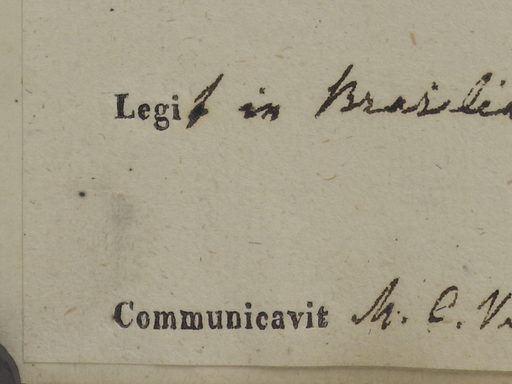 Legit in Brasilia
Communicavit M. C. V